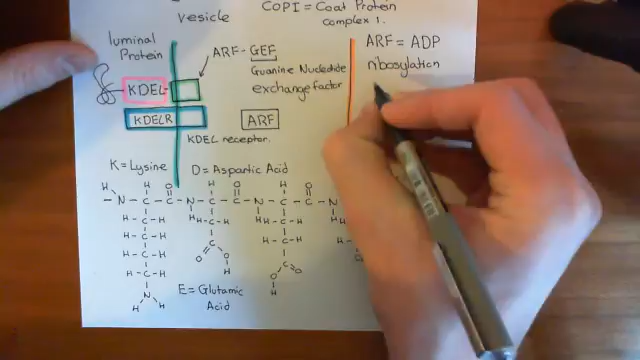 vesicle
COPI = Coat Protein
complex 1.
luminal
Protein
KDEL
KDELR
ARF - GEF
Guanine Nucleotide
exchange factor
ARF
KDEL receptor.
ARF = ADP
ribosylation
K = Lysine
D = Aspartic Acid
H H O H O H O
H - N - C - C - N - C - C - N - C - C - N
H - C - H H H - C - H H H - C - H H
H - C - H C H - C - H H
H - C - H O O C O
H - C - H H O
N H
H H
E = Glutamic
Acid